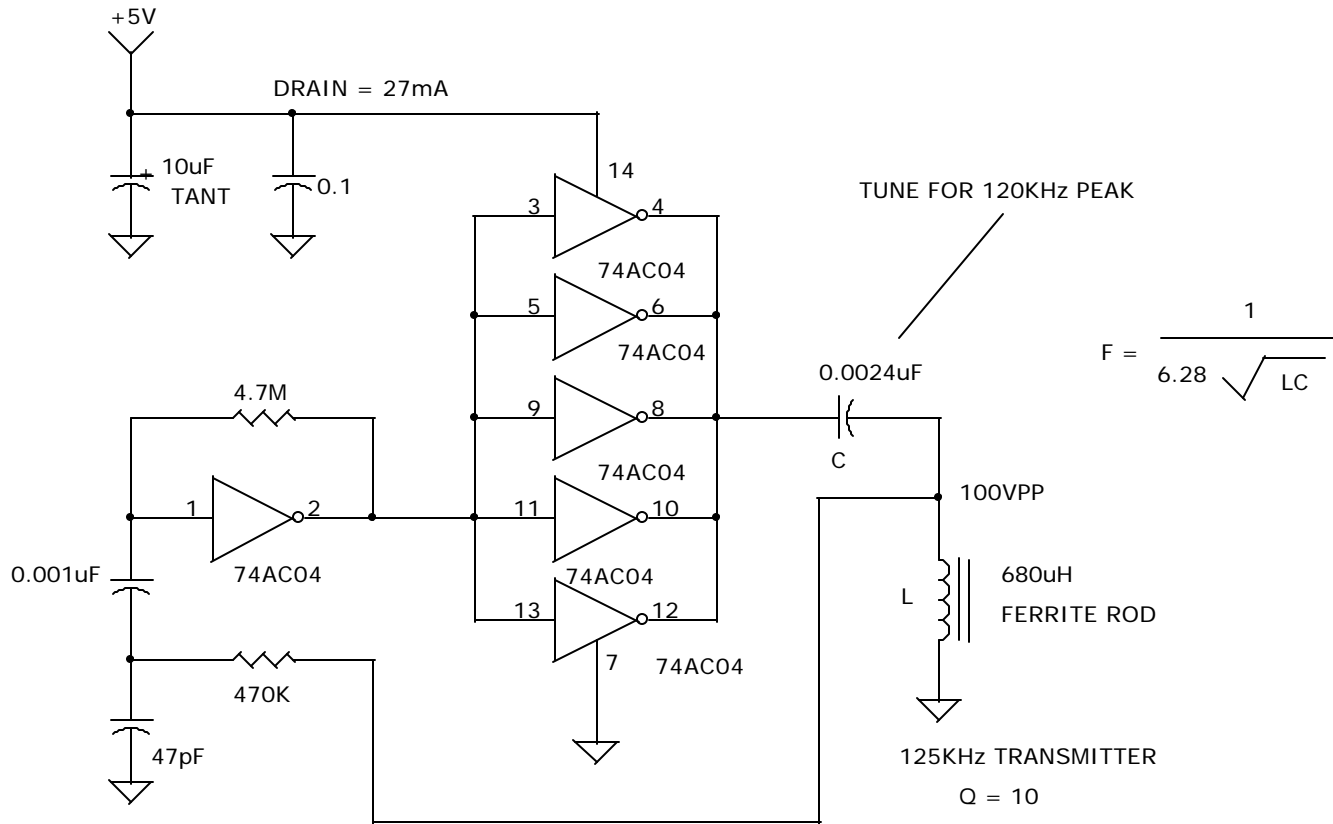 +5V
DRAIN = 27mA
+
10uF
TANT
0.1
14
3
4
74AC04
5
6
74AC04
9
8
74AC04
11
10
74AC04
13
12
74AC04
7
TUNE FOR 120KHz PEAK
F = 1
6.28 √ LC
0.0024uF
C
4.7M
1
2
74AC04
0.001uF
470K
47pF
100VPP
L
680uH
FERRITE ROD
125KHz TRANSMITTER
Q = 10